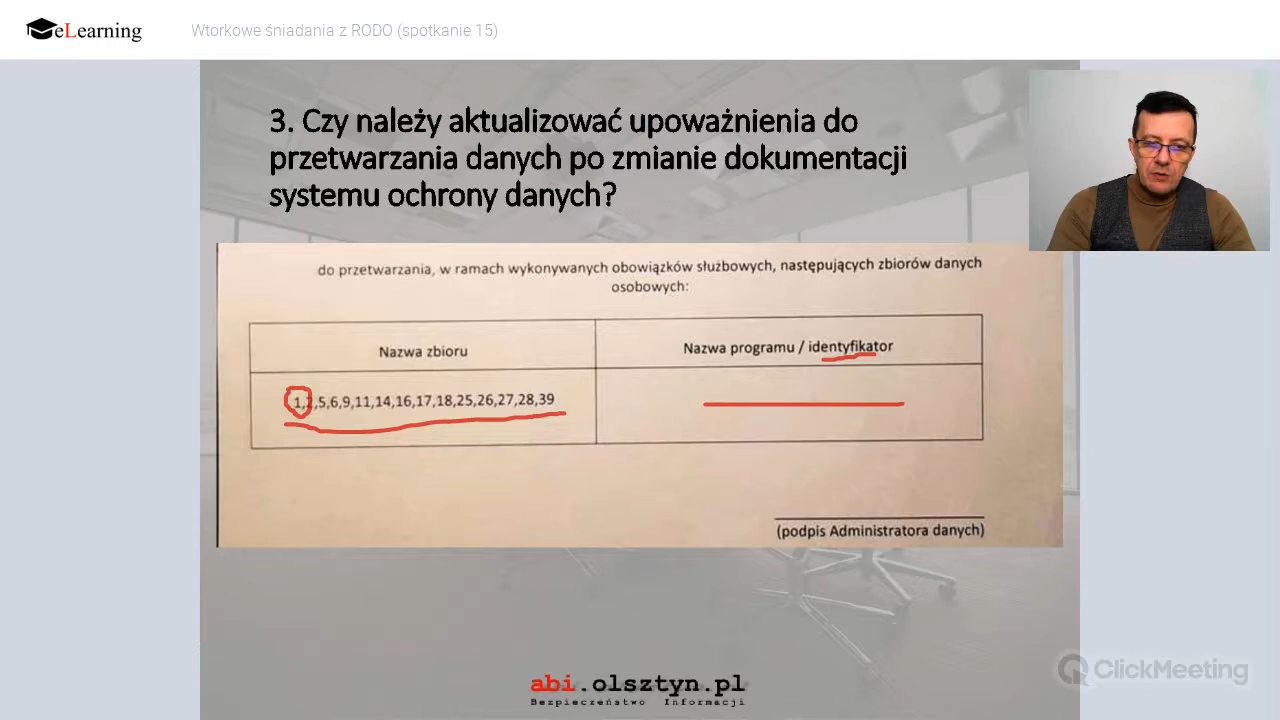 eLearning
Wtorkowe śniadania z RODO (spotkanie 15)
3. Czy należy aktualizować upoważnienia do
przetwarzania danych po zmianie dokumentacji
systemu ochrony danych?
do przetwarzania, w ramach wykonywanych obowiązków służbowych, następujących zbiorów danych
osobowych:
Nazwa zbioru
Nazwa programu / identyfikator
1,2,5,6,9,11,14,16,17,18,25,26,27,28,39
(podpis Administratora danych)
abi.olsztyn.pl
Bezpieczeństwo Informacji
ClickMeeting